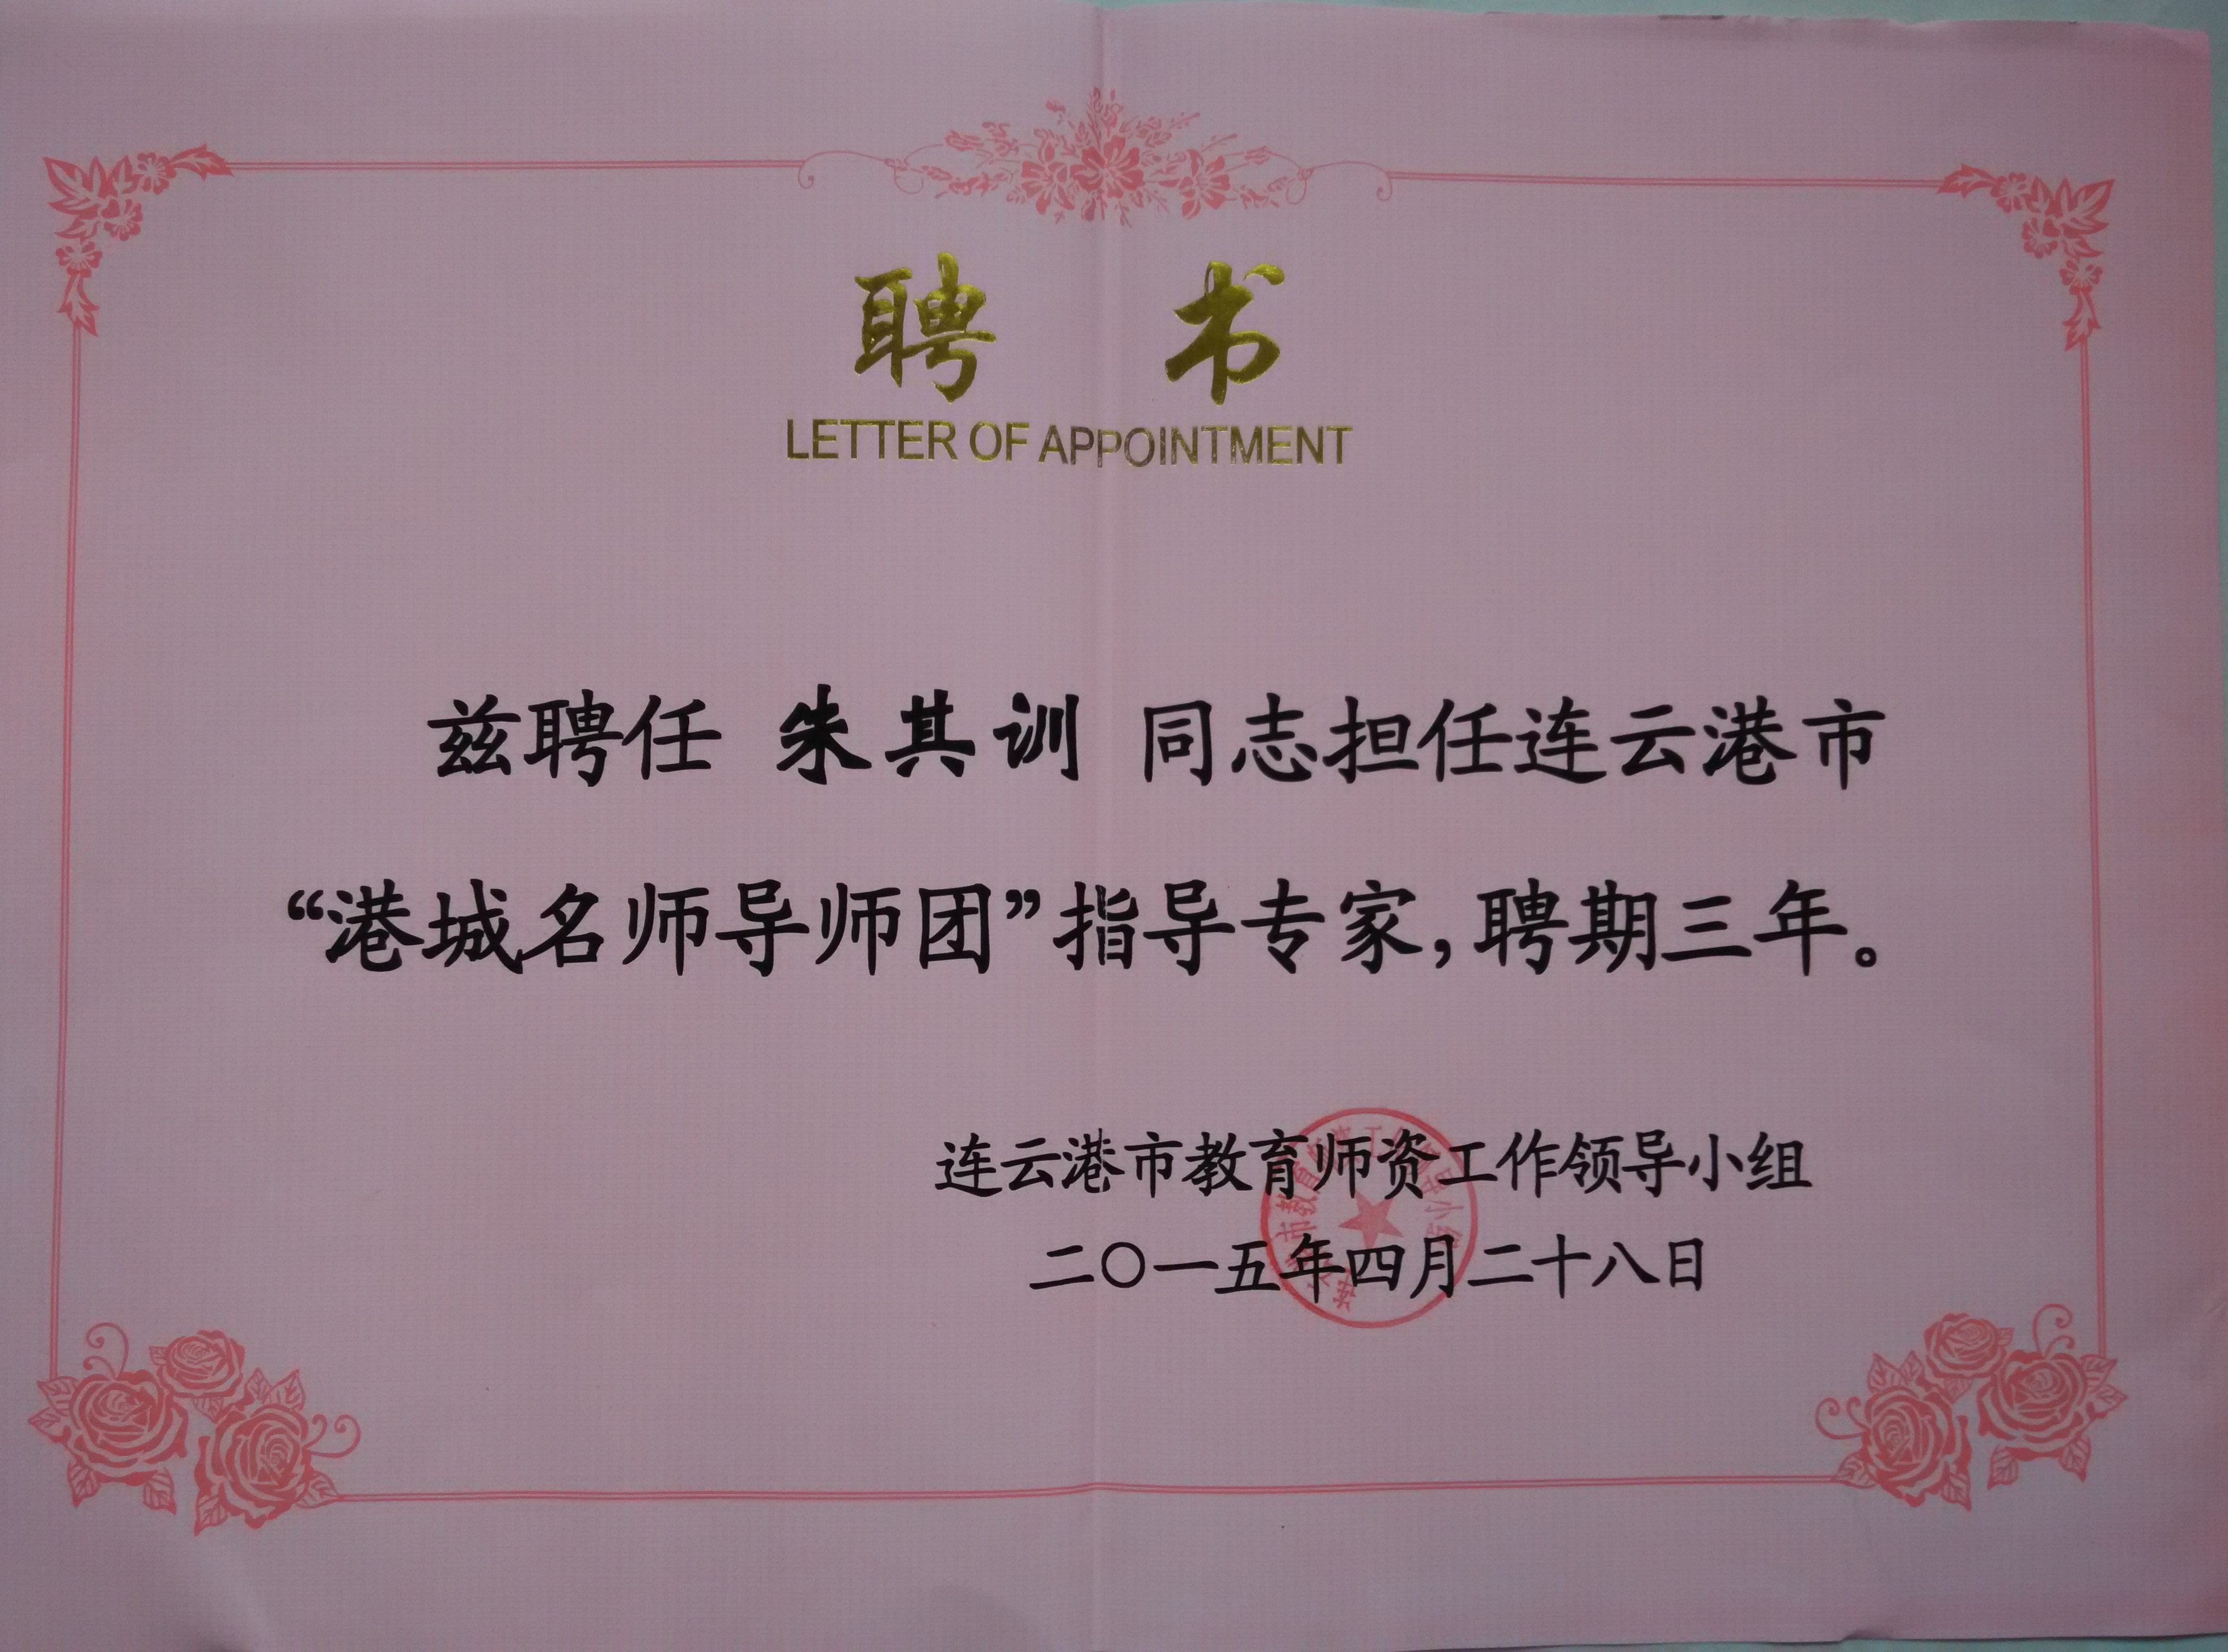 聘 书
LETTER OF APPOINTMENT
兹聘任 朱其训 同志担任连云港市
“港城名师导师团”指导专家,聘期三年。
连云港市教育师资工作领导小组
二〇一五年四月二十八日